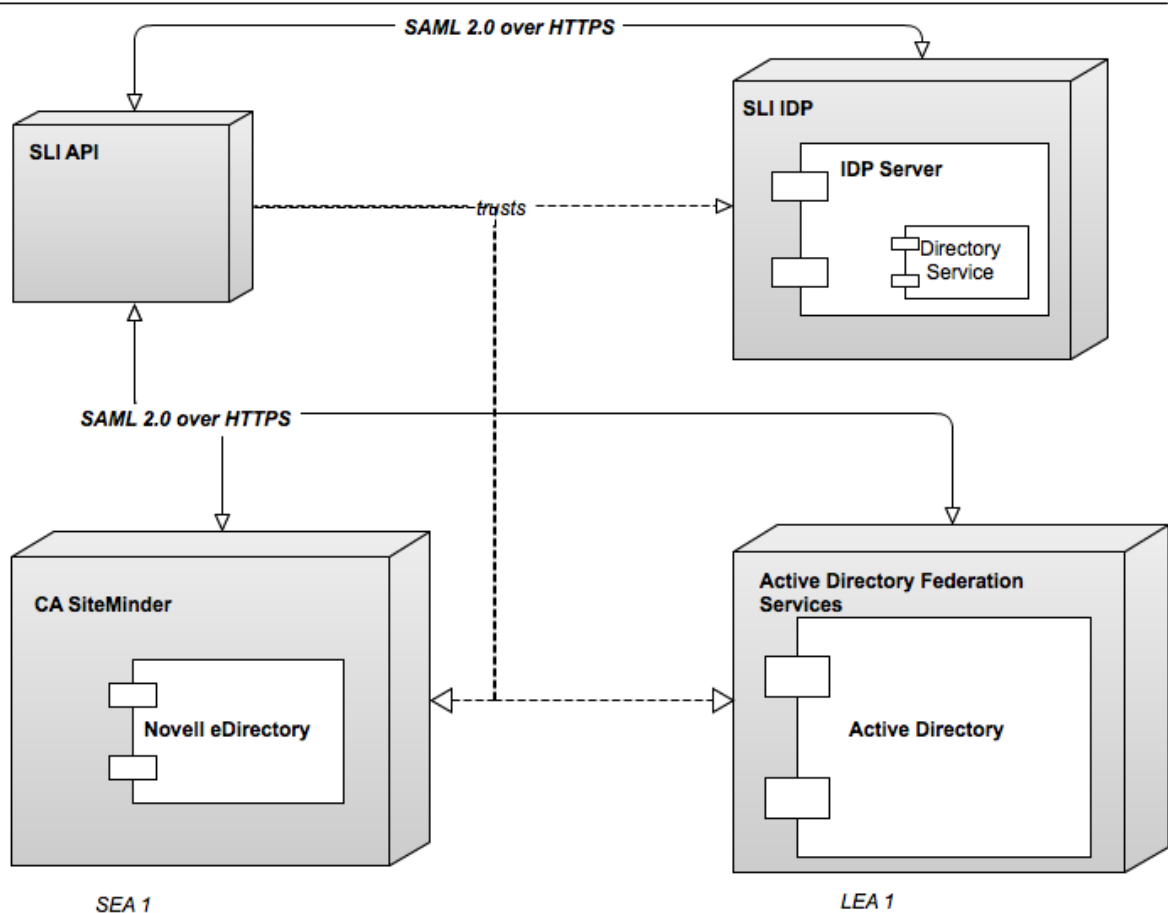 SAML 2.0 over HTTPS
SLI API
SLI IDP
IDP Server
trusts
Directory
Service
SAML 2.0 over HTTPS
CA SiteMinder
Novell eDirectory
Active Directory Federation
Services
Active Directory
SEA 1
LEA 1